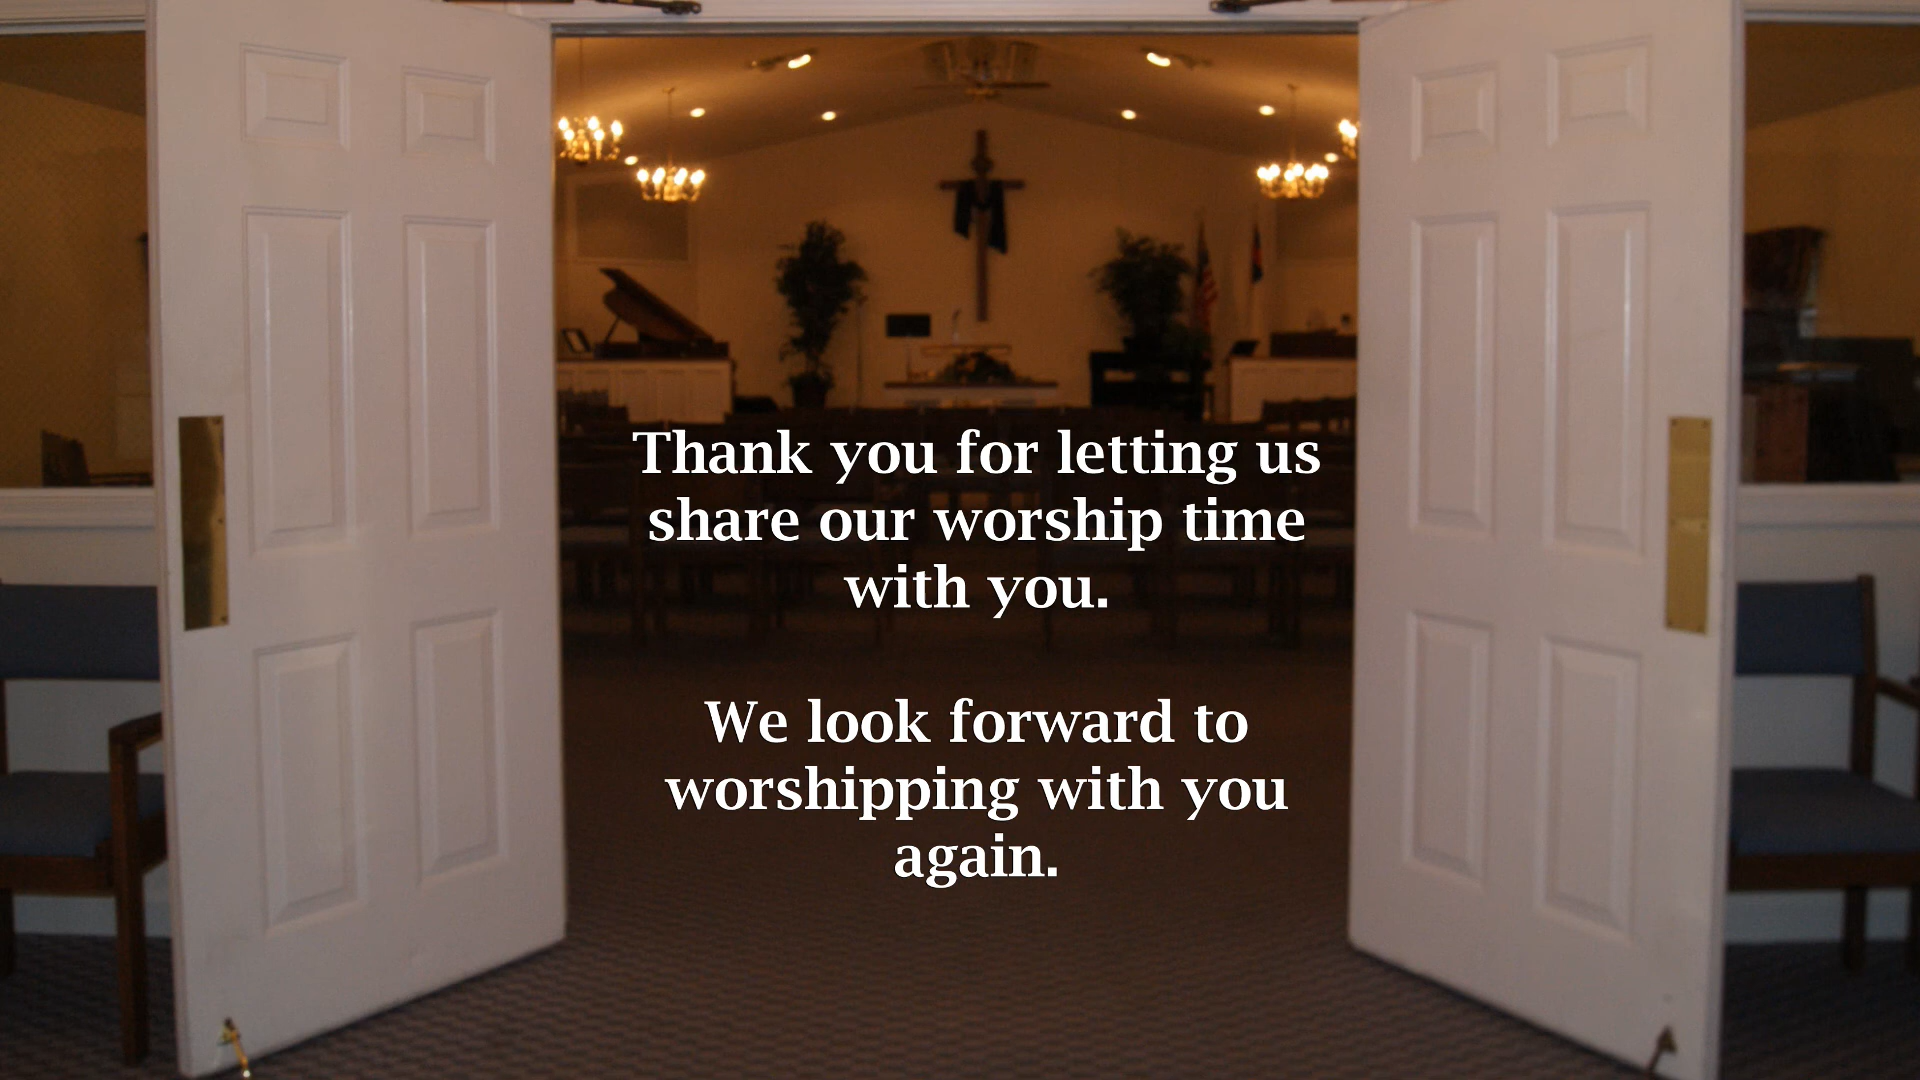 Thank you for letting us
share our worship time
with you.
We look forward to
worshipping with you
again.